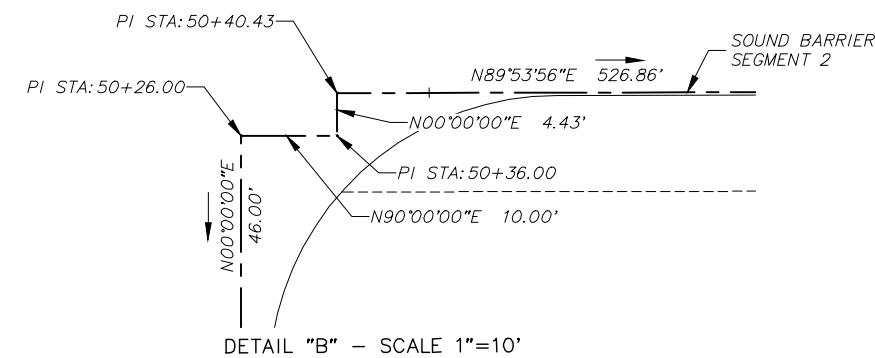 PI STA: 50+40.43
SOUND BARRIER
SEGMENT 2
N89°53'56"E 526.86'
PI STA: 50+26.00
N00°00'00"E 4.43'
PI STA: 50+36.00
N00°00'00"E
46.00'
N90°00'00"E 10.00'
DETAIL "B" - SCALE 1"=10'